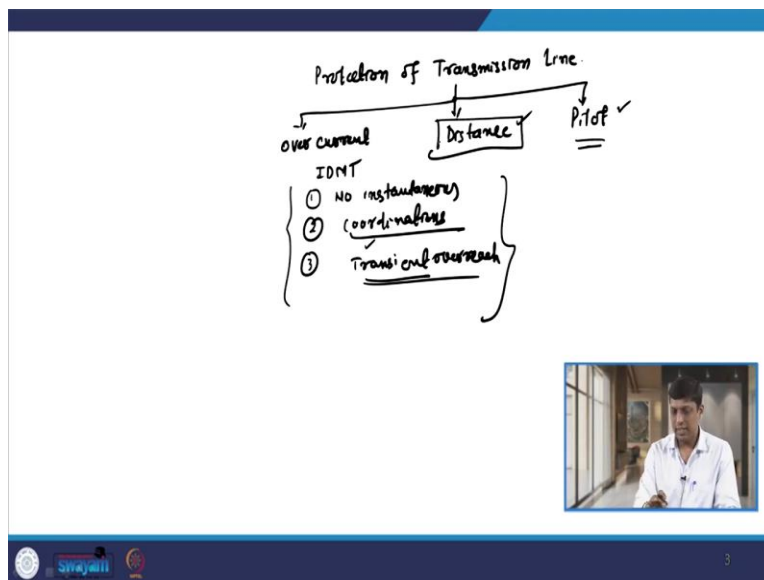 Protection of Transmission Line.
Over current
Distance ✓
Pilot ✓
IDMT
① No instantaneous
② Coordinations
③ Transient overreach
swayam
3